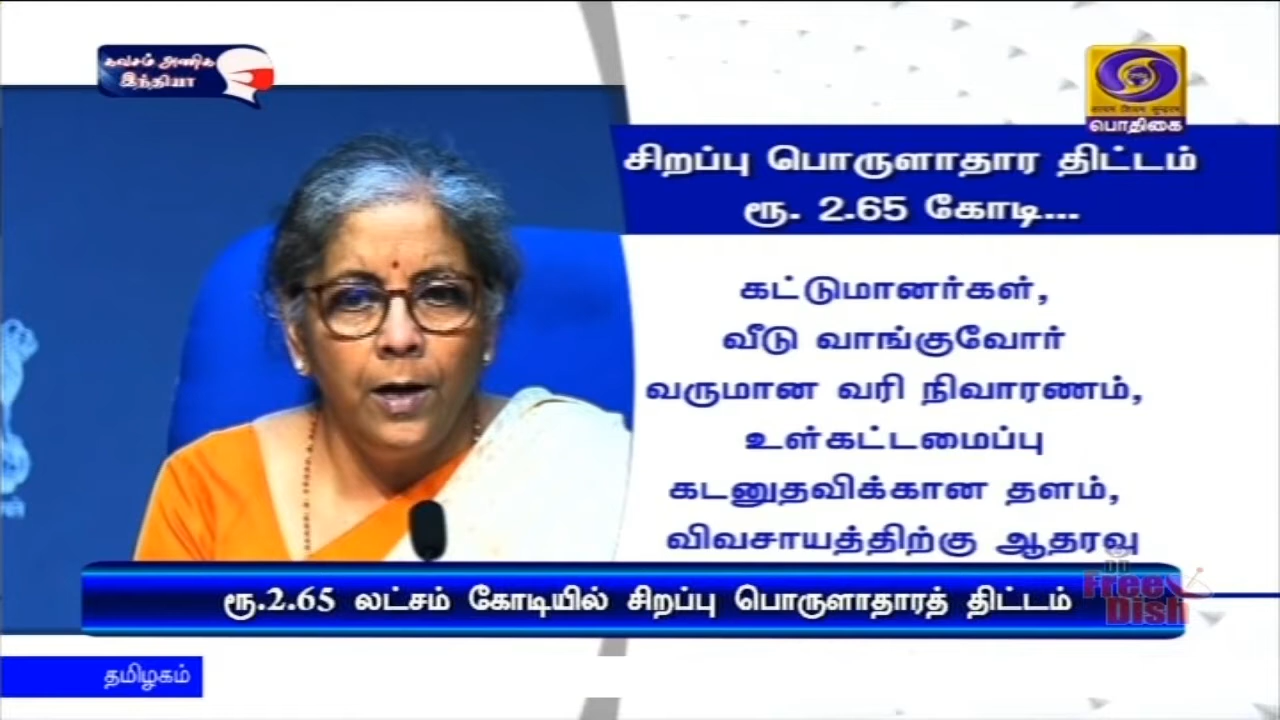 கவசம் அணிக
இந்தியா
பொதிகை
சிறப்பு பொருளாதார திட்டம்
ரூ. 2.65 கோடி...
கட்டுமானர்கள்,
வீடு வாங்குவோர்
வருமான வரி நிவாரணம்,
உள்கட்டமைப்பு
கடனுதவிக்கான தளம்,
விவசாயத்திற்கு ஆதரவு
DD
Free
Dish
ரூ.2.65 லட்சம் கோடியில் சிறப்பு பொருளாதாரத் திட்டம்
தமிழகம்